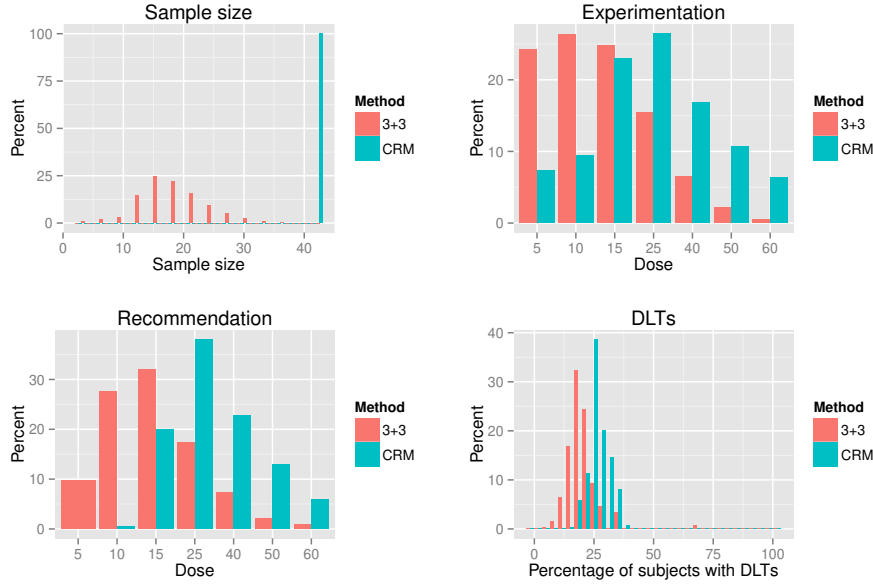 Sample size
Percent
100
75
50
25
0
0
10
20
30
40
Sample size
Method
3+3
CRM
Experimentation
Percent
20
10
0
5
10
15
25
40
50
60
Dose
Method
3+3
CRM
Recommendation
Percent
30
20
10
0
5
10
15
25
40
50
60
Dose
Method
3+3
CRM
DLTs
Percent
40
30
20
10
0
0
25
50
75
100
Percentage of subjects with DLTs
Method
3+3
CRM